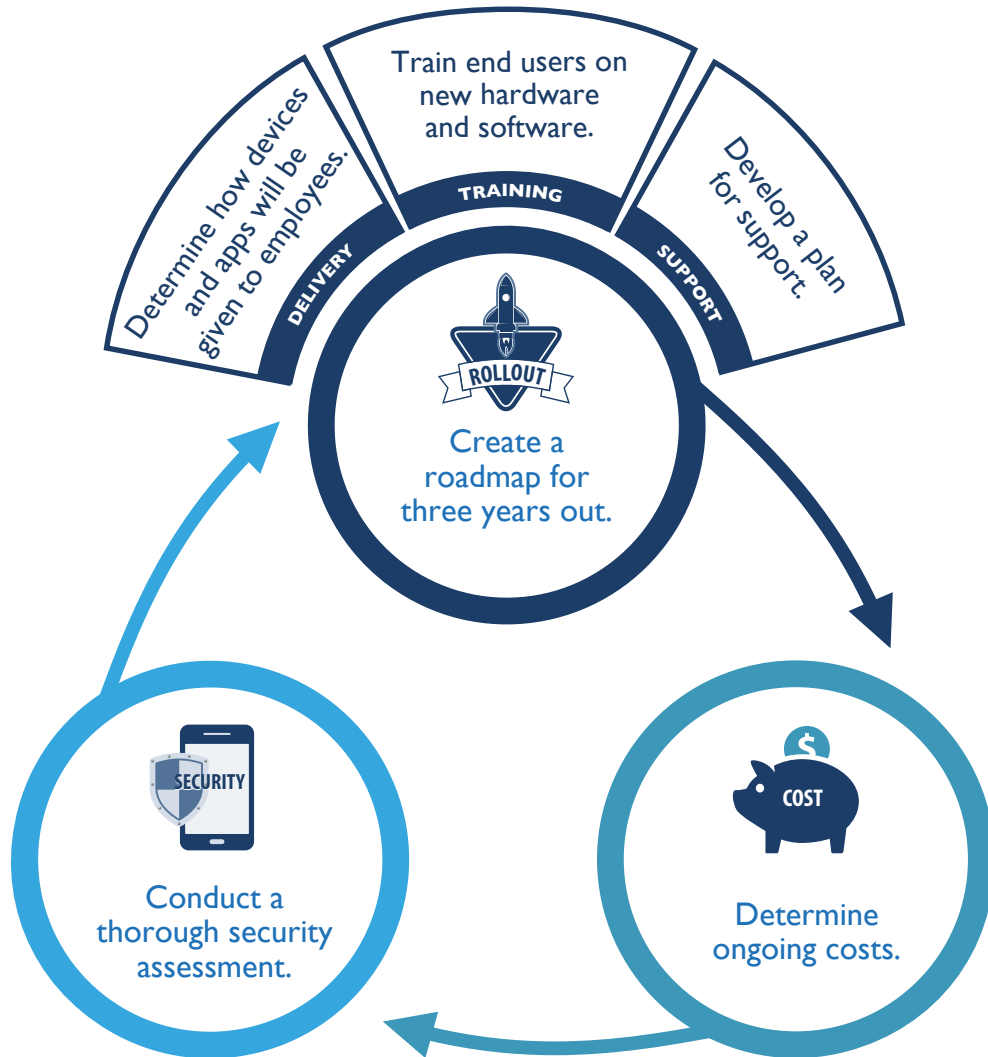 Determine how devices
and apps will be
given to employees.
DELIVERY
Train end users on
new hardware
and software.
TRAINING
Develop a plan
for support.
SUPPORT
ROLLOUT
Create a
roadmap for
three years out.
SECURITY
Conduct a
thorough security
assessment.
$
COST
Determine
ongoing costs.